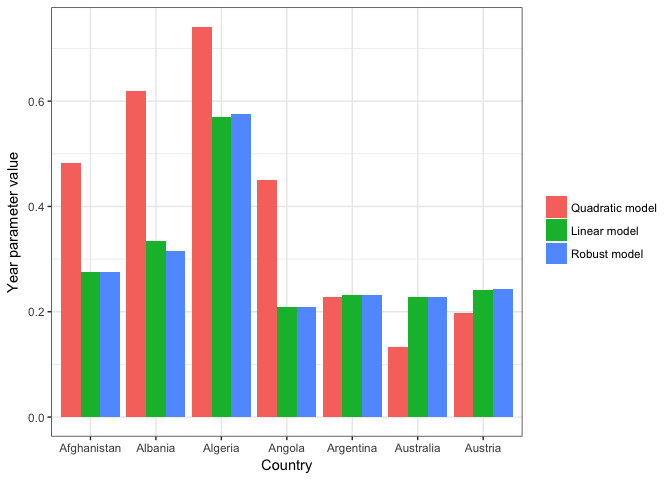 Year parameter value
0.6
0.4
0.2
0.0
Afghanistan Albania Algeria Angola Argentina Australia Austria
Country
Quadratic model
Linear model
Robust model